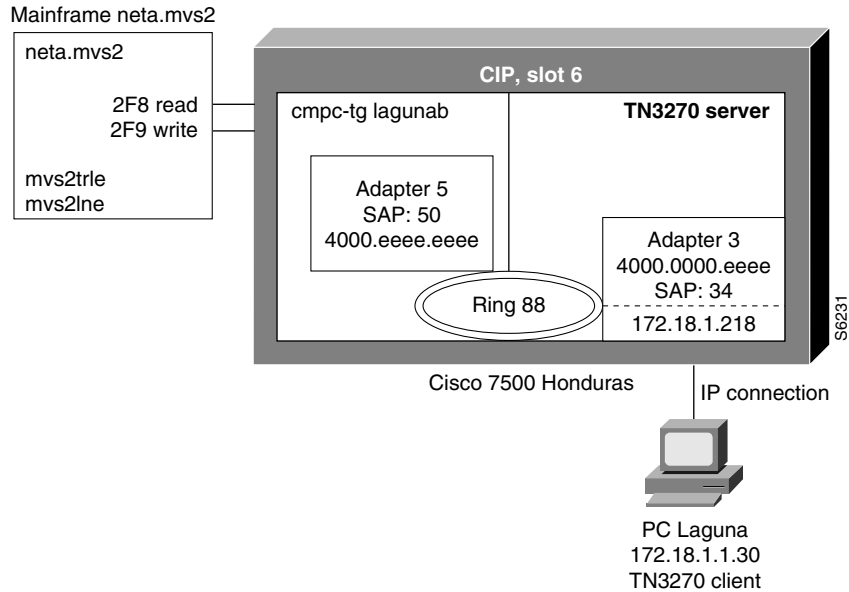 Mainframe neta.mvs2
neta.mvs2
2F8 read
2F9 write
mvs2trle
mvs2lne
CIP, slot 6
cmpc-tg lagunab
TN3270 server
Adapter 5
SAP: 50
4000.eeee.eeee
Adapter 3
4000.0000.eeee
SAP: 34
172.18.1.218
Ring 88
S6231
Cisco 7500 Honduras
IP connection
PC Laguna
172.18.1.1.30
TN3270 client